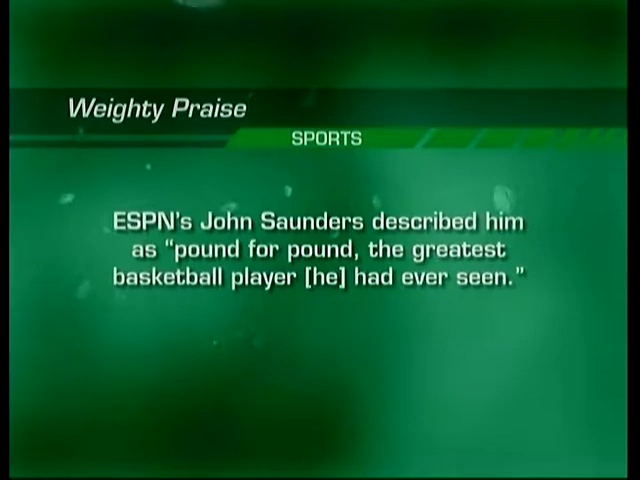 Weighty Praise
SPORTS
ESPN's John Saunders described him
as “pound for pound, the greatest
basketball player [he] had ever seen.”